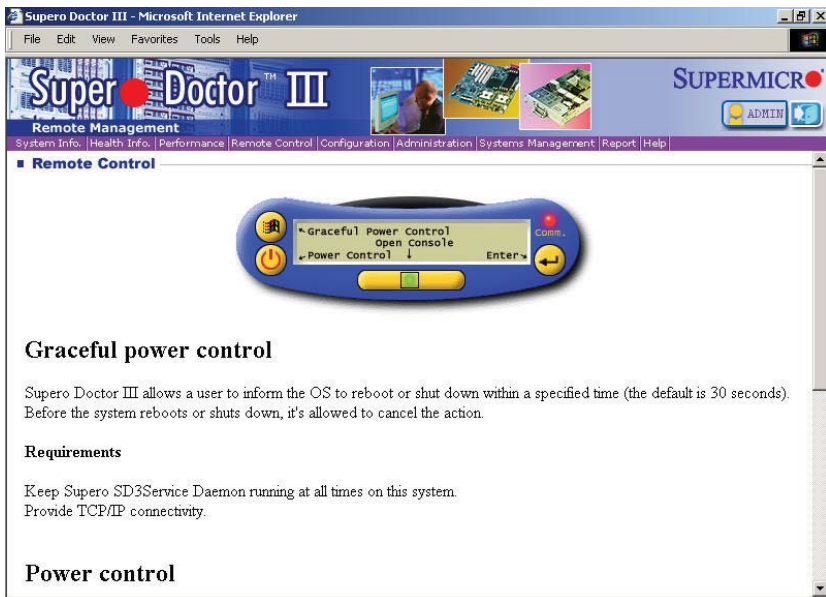 Supero Doctor III - Microsoft Internet Explorer
File Edit View Favorites Tools Help
Super Doctor™ III
SUPERMICR
ADMIN
Remote Management
System Info. | Health Info. | Performance | Remote Control | Configuration | Administration | Systems Management | Report | Help |
Remote Control
Graceful Power Control
Comm.
Open Console
Power Control
Enter
Graceful power control
Supero Doctor III allows a user to inform the OS to reboot or shut down within a specified time (the default is 30 seconds).
Before the system reboots or shuts down, it's allowed to cancel the action.
Requirements
Keep Supero SD3Service Daemon running at all times on this system.
Provide TCP/IP connectivity.
Power control